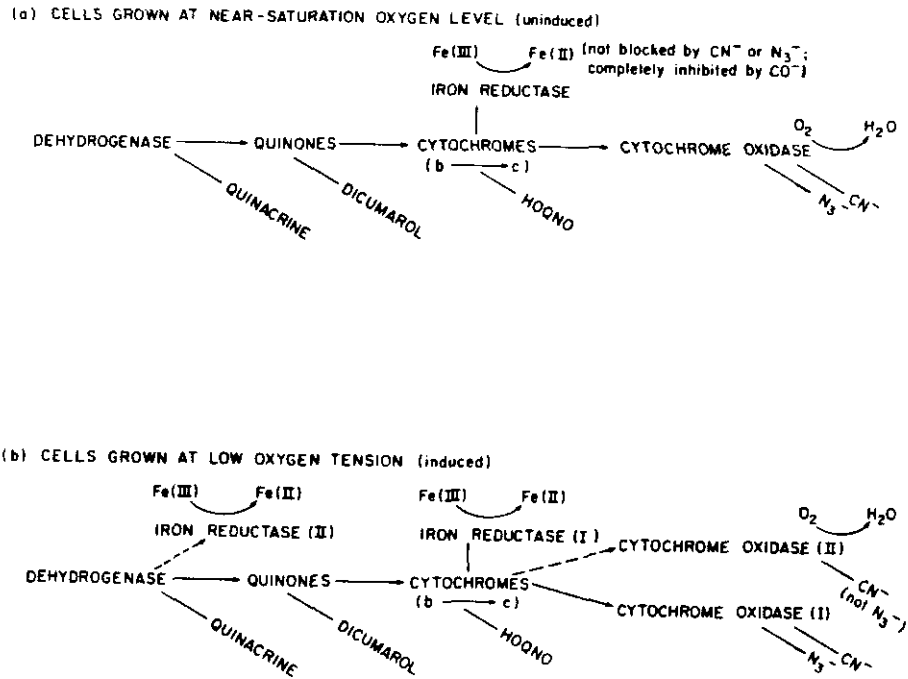 (a) CELLS GROWN AT NEAR-SATURATION OXYGEN LEVEL (uninduced)
Fe(III) Fe(II) (not blocked by CN⁻ or N₃⁻;
completely inhibited by CO⁻)
IRON REDUCTASE
O₂ H₂O
DEHYDROGENASE QUINONES CYTOCHROMES CYTOCHROME OXIDASE
(b c)
QUINACRINE DICUMAROL HOQNO N₃⁻ CN⁻
(b) CELLS GROWN AT LOW OXYGEN TENSION (induced)
Fe(III) Fe(II) Fe(III) Fe(II)
O₂ H₂O
IRON REDUCTASE (II) IRON REDUCTASE (I)
CYTOCHROME OXIDASE (II)
DEHYDROGENASE QUINONES CYTOCHROMES
(b c)
CN⁻
(not N₃⁻)
CYTOCHROME OXIDASE (I)
QUINACRINE DICUMAROL HOQNO N₃⁻ CN⁻